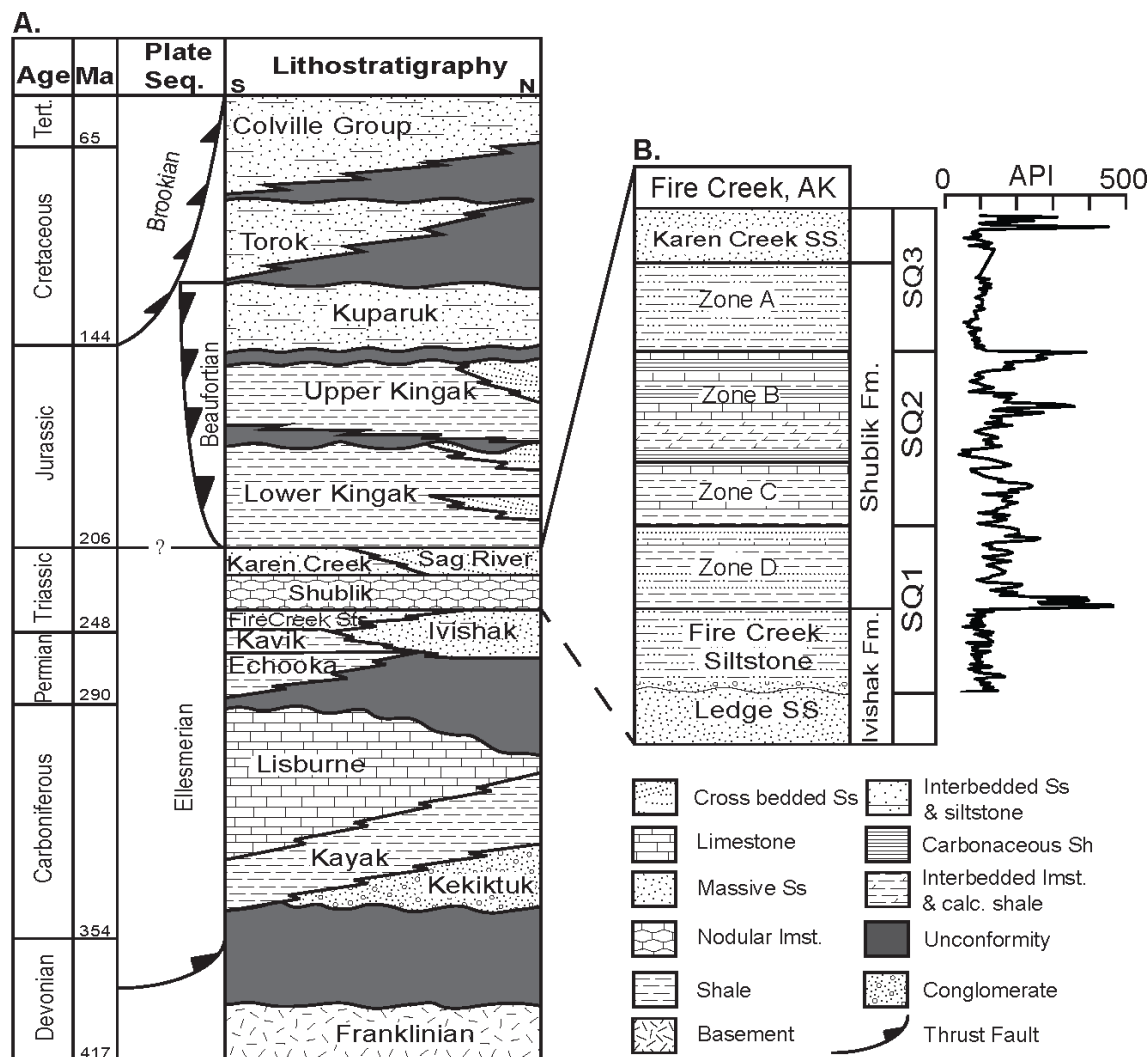 A.
Age
Ma
Plate
Seq.
Lithostratigraphy
S
N
Tert.
Cretaceous
Jurassic
Triassic
Permian
Carboniferous
Devonian
65
144
206
248
290
354
417
Brookian
Beaufortian
?
Ellesmerian
Colville Group
Torok
Kuparuk
Upper Kingak
Lower Kingak
Karen Creek
Sag River
Shublik
FireCreek Sts
Ivishak
Kavik
Echooka
Lisburne
Kayak
Kekiktuk
Franklinian
B.
Fire Creek, AK
0
API
500
Karen Creek SS
Zone A
Zone B
Zone C
Zone D
Fire Creek
Siltstone
Ledge SS
Shublik Fm.
Ivishak Fm.
SQ3
SQ2
SQ1
Cross bedded Ss
Limestone
Massive Ss
Nodular lmst.
Shale
Basement
Interbedded Ss
& siltstone
Carbonaceous Sh
Interbedded lmst.
& calc. shale
Unconformity
Conglomerate
Thrust Fault